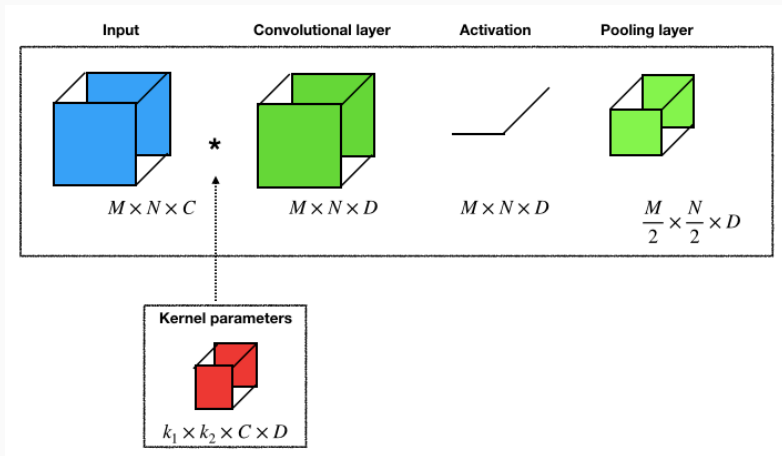 Input Convolutional layer Activation Pooling layer
*
M × N × C M × N × D M × N × D M/2 × N/2 × D
Kernel parameters
k₁ × k₂ × C × D